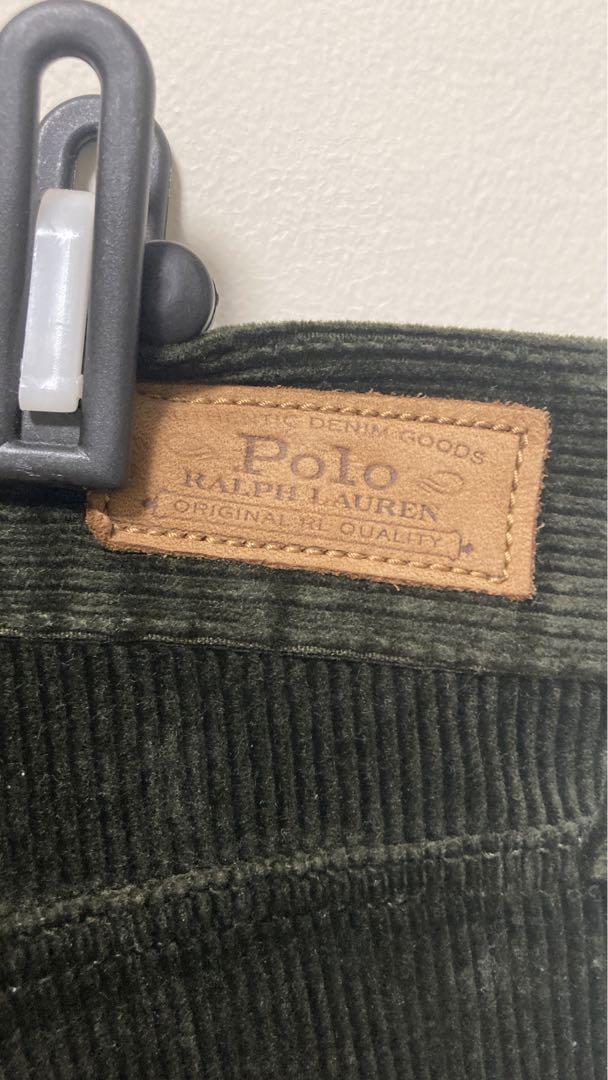 DENIM GOODS
Polo
RALPH LAUREN
ORIGINAL RL QUALITY